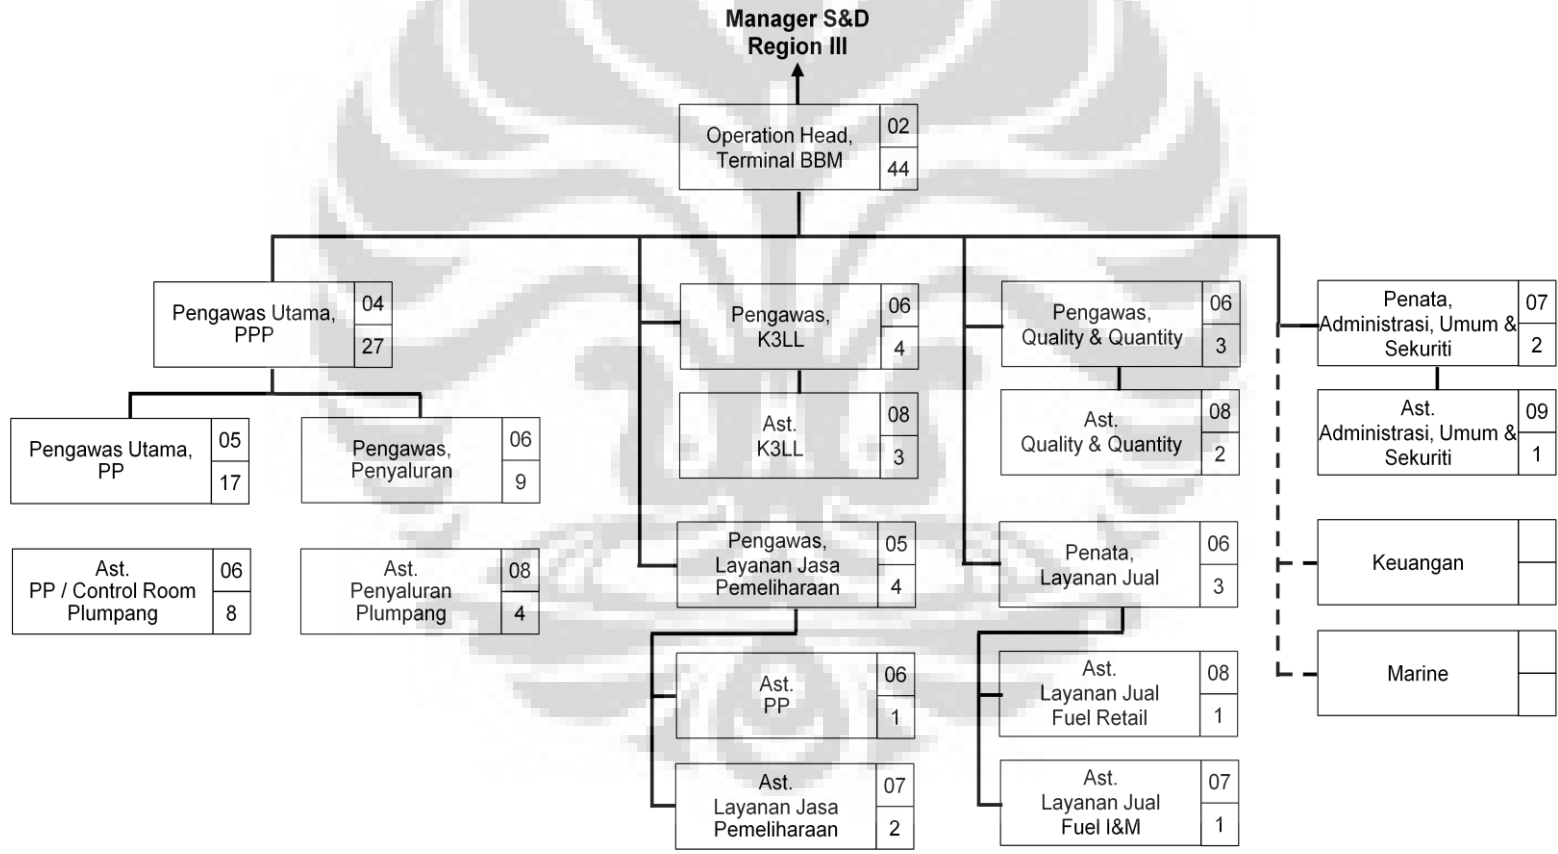 Manager S&D
Region III
Operation Head,
Terminal BBM
02
44
Pengawas Utama,
PPP
04
27
Pengawas,
K3LL
06
4
Pengawas,
Quality & Quantity
06
3
Penata,
Administrasi, Umum &
Sekuriti
07
2
Pengawas Utama,
PP
05
17
Pengawas,
Penyaluran
06
9
Ast.
K3LL
08
3
Ast.
Quality & Quantity
08
2
Ast.
Administrasi, Umum &
Sekuriti
09
1
Ast.
PP / Control Room
Plumpang
06
8
Ast.
Penyaluran
Plumpang
08
4
Pengawas,
Layanan Jasa
Pemeliharaan
05
4
Penata,
Layanan Jual
06
3
Keuangan
Ast.
PP
06
1
Ast.
Layanan Jual
Fuel Retail
08
1
Marine
Ast.
Layanan Jasa
Pemeliharaan
07
2
Ast.
Layanan Jual
Fuel I&M
07
1